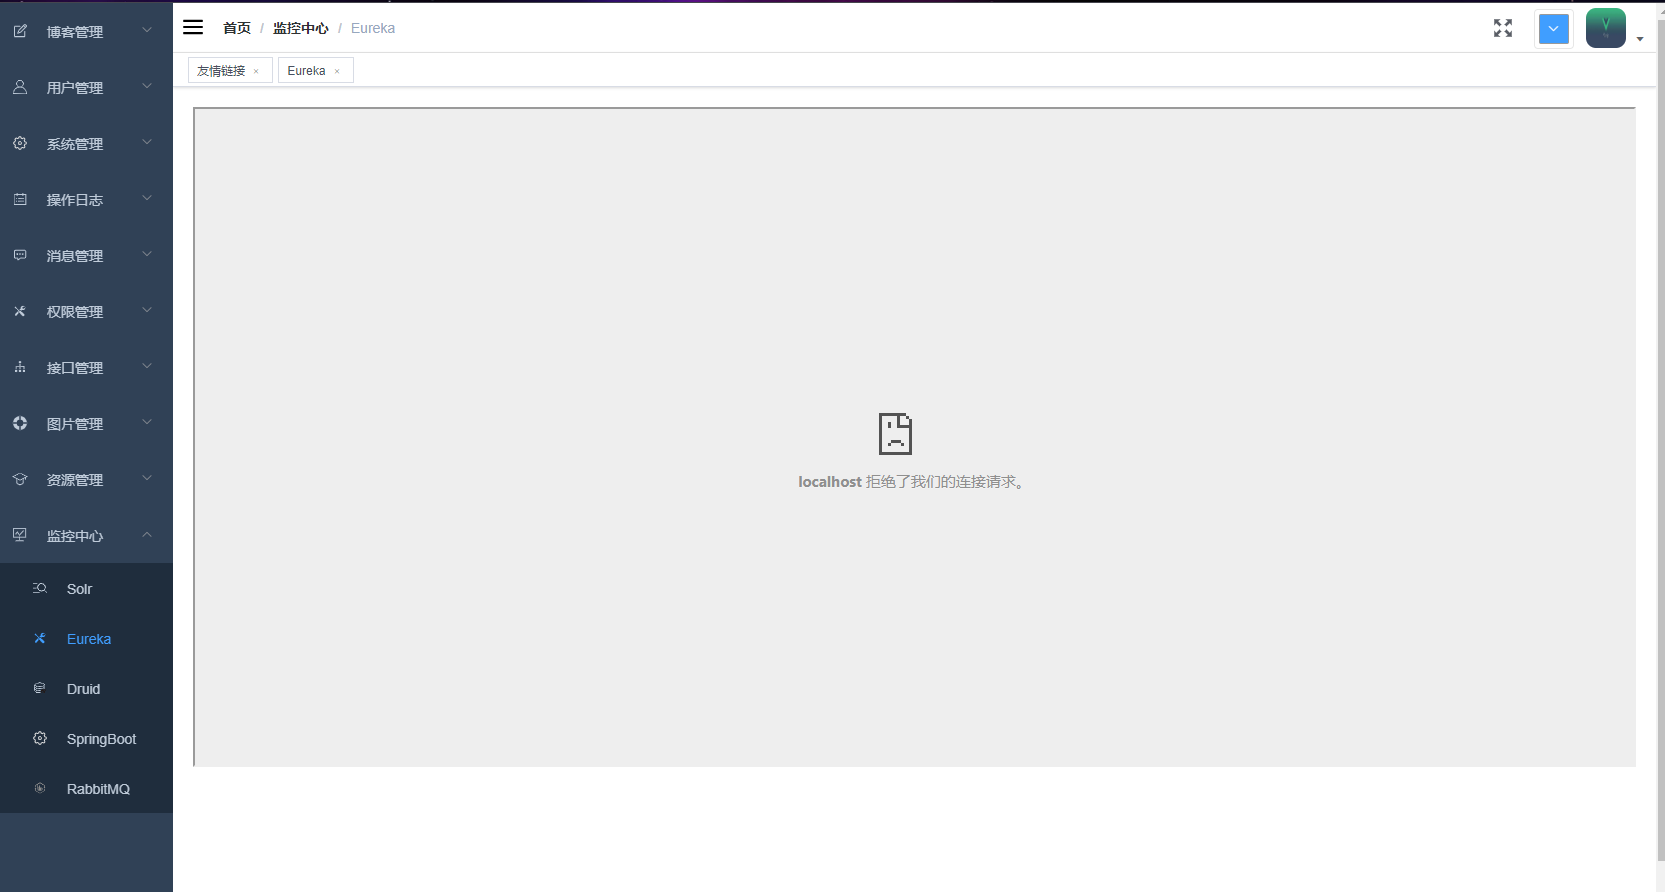 博客管理
用户管理
系统管理
操作日志
消息管理
权限管理
接口管理
图片管理
资源管理
监控中心
Solr
Eureka
Druid
SpringBoot
RabbitMQ
首页 / 监控中心 / Eureka
友情链接 × Eureka ×
localhost 拒绝了我们的连接请求。